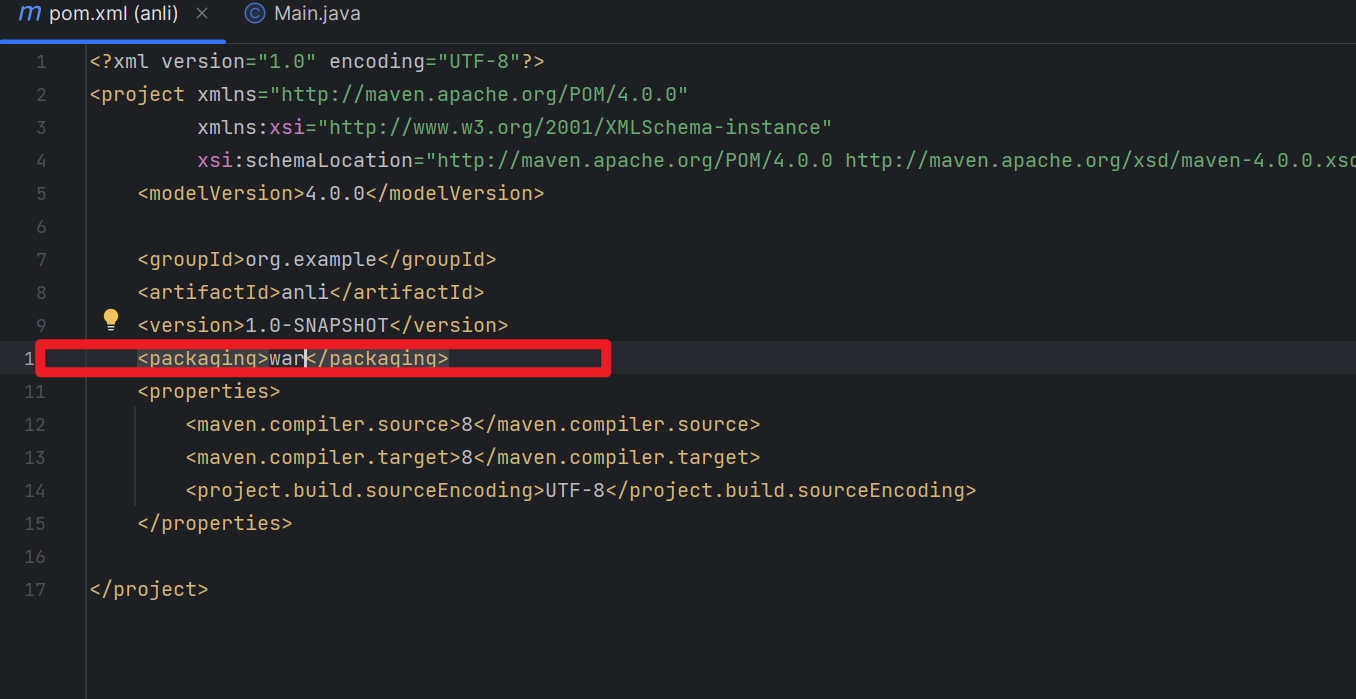 m pom.xml (anli) × C Main.java
1 <?xml version="1.0" encoding="UTF-8"?>
2 <project xmlns="http://maven.apache.org/POM/4.0.0"
3 xmlns:xsi="http://www.w3.org/2001/XMLSchema-instance"
4 xsi:schemaLocation="http://maven.apache.org/POM/4.0.0 http://maven.apache.org/xsd/maven-4.0.0.xsd
5 <modelVersion>4.0.0</modelVersion>
6
7 <groupId>org.example</groupId>
8 <artifactId>anli</artifactId>
9 <version>1.0-SNAPSHOT</version>
1 <packaging>war</packaging>
11 <properties>
12 <maven.compiler.source>8</maven.compiler.source>
13 <maven.compiler.target>8</maven.compiler.target>
14 <project.build.sourceEncoding>UTF-8</project.build.sourceEncoding>
15 </properties>
16
17 </project>